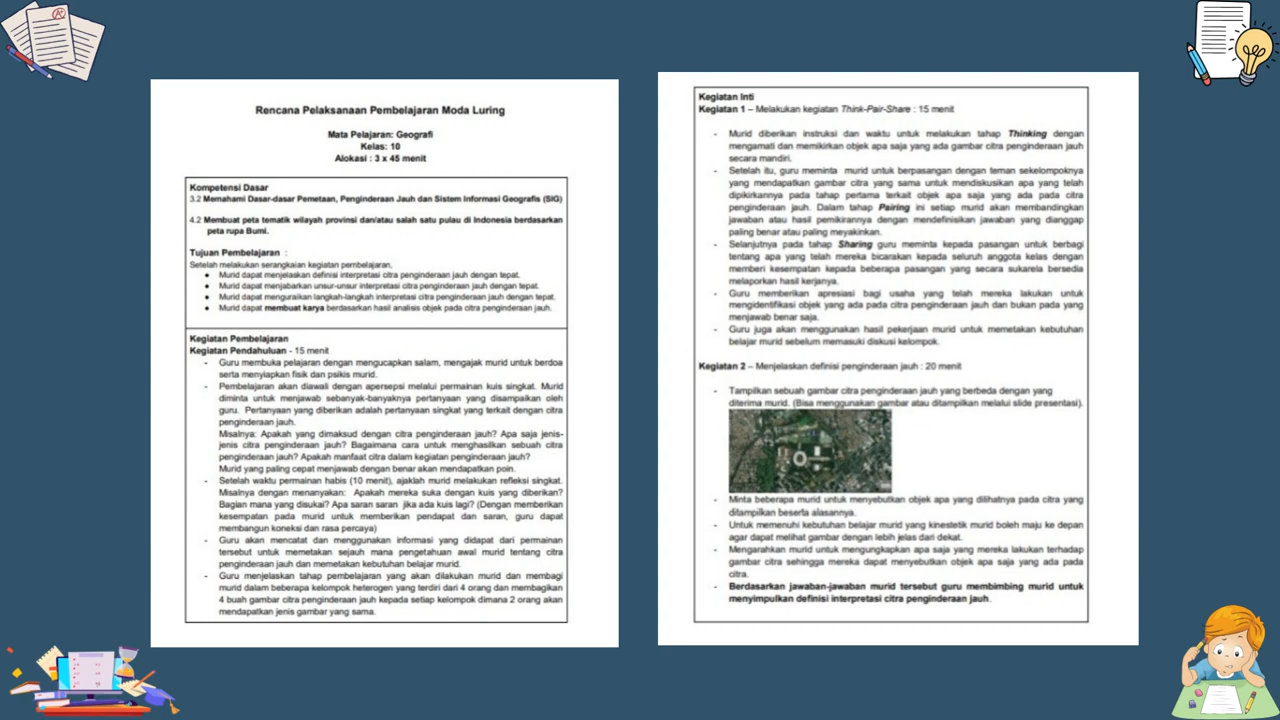 Rencana Pelaksanaan Pembelajaran Moda Luring
Mata Pelajaran: Geografi
Kelas: 10
Alokasi : 3 x 45 menit
Kompetensi Dasar
3.2 Memahami Dasar-dasar Pemetaan, Penginderaan Jauh dan Sistem Informasi Geografis (SIG)
4.2 Membuat peta tematik wilayah provinsi dan/atau salah satu pulau di Indonesia berdasarkan
peta rupa Bumi.
Tujuan Pembelajaran :
Setelah melakukan serangkaian kegiatan pembelajaran,
● Murid dapat menjelaskan definisi interpretasi citra penginderaan jauh dengan tepat.
● Murid dapat menjabarkan unsur-unsur interpretasi citra penginderaan jauh dengan tepat.
● Murid dapat menguraikan langkah-langkah interpretasi citra penginderaan jauh dengan tepat.
● Murid dapat membuat karya berdasarkan hasil analisis objek pada citra penginderaan jauh.
Kegiatan Pembelajaran
Kegiatan Pendahuluan - 15 menit
- Guru membuka pelajaran dengan mengucapkan salam, mengajak murid untuk berdoa
serta menyiapkan fisik dan psikis murid.
- Pembelajaran akan diawali dengan apersepsi melalui permainan kuis singkat. Murid
diminta untuk menjawab sebanyak-banyaknya pertanyaan yang disampaikan oleh
guru. Pertanyaan yang diberikan adalah pertanyaan singkat yang terkait dengan citra
penginderaan jauh.
Misalnya: Apakah yang dimaksud dengan citra penginderaan jauh? Apa saja jenis-
jenis citra penginderaan jauh? Bagaimana cara untuk menghasilkan sebuah citra
penginderaan jauh? Apakah manfaat citra dalam kegiatan penginderaan jauh?
Murid yang paling cepat menjawab dengan benar akan mendapatkan poin.
- Setelah waktu permainan habis (10 menit), ajaklah murid melakukan refleksi singkat.
Misalnya dengan menanyakan: Apakah mereka suka dengan kuis yang diberikan?
Bagian mana yang disukai? Apa saran saran jika ada kuis lagi? (Dengan memberikan
kesempatan pada murid untuk memberikan pendapat dan saran, guru dapat
membangun koneksi dan rasa percaya)
- Guru akan mencatat dan menggunakan informasi yang didapat dari permainan
tersebut untuk memetakan sejauh mana pengetahuan awal murid tentang citra
penginderaan jauh dan memetakan kebutuhan belajar murid.
- Guru menjelaskan tahap pembelajaran yang akan dilakukan murid dan membagi
murid dalam beberapa kelompok heterogen yang terdiri dari 4 orang dan membagikan
4 buah gambar citra penginderaan jauh kepada setiap kelompok dimana 2 orang akan
mendapatkan jenis gambar yang sama.
Kegiatan Inti
Kegiatan 1 – Melakukan kegiatan Think-Pair-Share : 15 menit
- Murid diberikan instruksi dan waktu untuk melakukan tahap Thinking dengan
mengamati dan memikirkan objek apa saja yang ada gambar citra penginderaan jauh
secara mandiri.
- Setelah itu, guru meminta murid untuk berpasangan dengan teman sekelompoknya
yang mendapatkan gambar citra yang sama untuk mendiskusikan apa yang telah
dipikirkannya pada tahap pertama terkait objek apa saja yang ada pada citra
penginderaan jauh. Dalam tahap Pairing ini setiap murid akan membandingkan
jawaban atau hasil pemikirannya dengan mendefinisikan jawaban yang dianggap
paling benar atau paling meyakinkan.
- Selanjutnya pada tahap Sharing guru meminta kepada pasangan untuk berbagi
tentang apa yang telah mereka bicarakan kepada seluruh anggota kelas dengan
memberi kesempatan kepada beberapa pasangan yang secara sukarela bersedia
melaporkan hasil kerjanya.
- Guru memberikan apresiasi bagi usaha yang telah mereka lakukan untuk
mengidentifikasi objek yang ada pada citra penginderaan jauh dan bukan pada yang
menjawab benar saja.
- Guru juga akan menggunakan hasil pekerjaan murid untuk memetakan kebutuhan
belajar murid sebelum memasuki diskusi kelompok.
Kegiatan 2 – Menjelaskan definisi penginderaan jauh : 20 menit
- Tampilkan sebuah gambar citra penginderaan jauh yang berbeda dengan yang
diterima murid. (Bisa menggunakan gambar atau ditampilkan melalui slide presentasi).
- Minta beberapa murid untuk menyebutkan objek apa yang dilihatnya pada citra yang
ditampilkan beserta alasannya.
- Untuk memenuhi kebutuhan belajar murid yang kinestetik murid boleh maju ke depan
agar dapat melihat gambar dengan lebih jelas dari dekat.
- Mengarahkan murid untuk mengungkapkan apa saja yang mereka lakukan terhadap
gambar citra sehingga mereka dapat menyebutkan objek apa saja yang ada pada
citra.
- Berdasarkan jawaban-jawaban murid tersebut guru membimbing murid untuk
menyimpulkan definisi interpretasi citra penginderaan jauh.